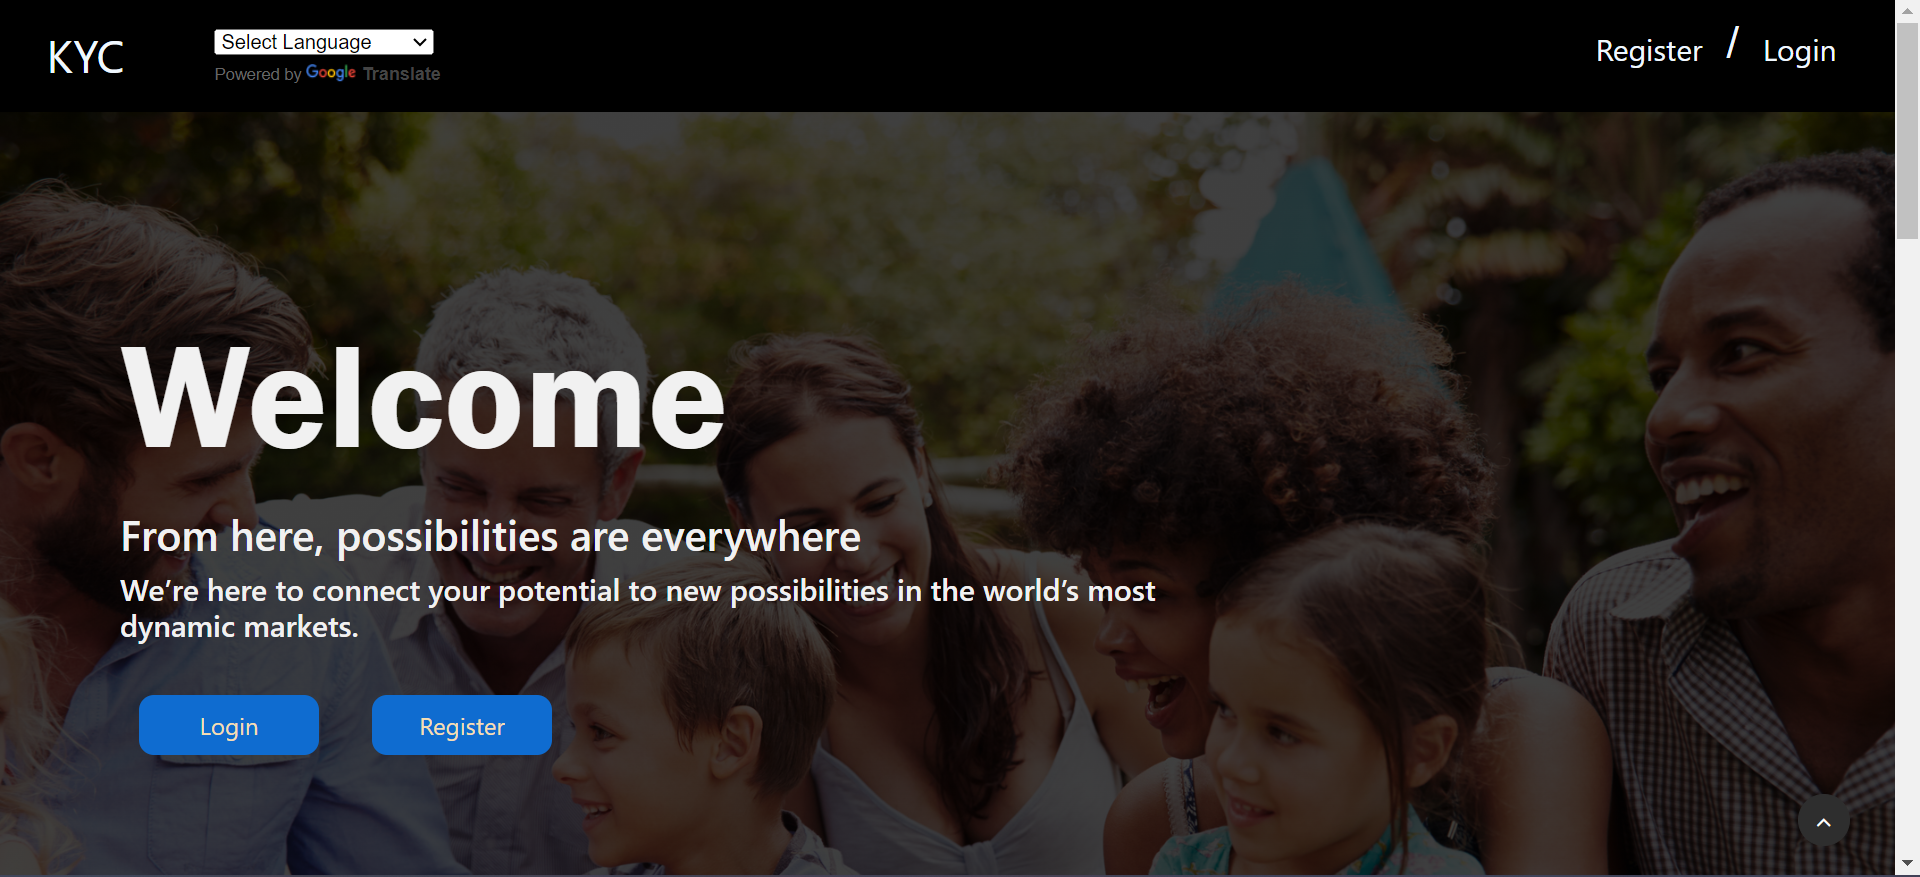 KYC
Select Language
Powered by Google Translate
Register / Login
Welcome
From here, possibilities are everywhere
We’re here to connect your potential to new possibilities in the world’s most
dynamic markets.
Login
Register